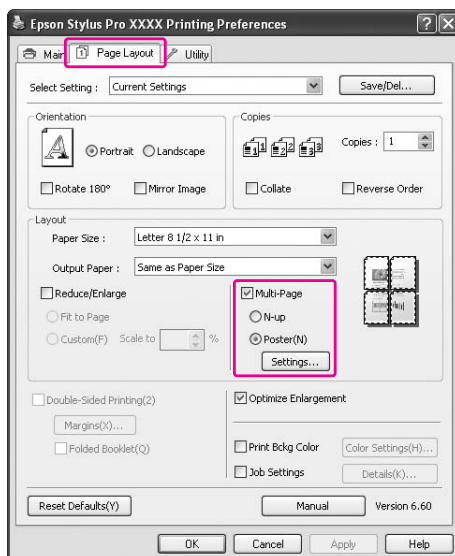 Epson Stylus Pro XXXX Printing Preferences
Main Page Layout Utility
Select Setting : Current Settings Save/Del...
Orientation Copies
Portrait Landscape Copies : 1
Rotate 180° Mirror Image Collate Reverse Order
Layout
Paper Size : Letter 8 1/2 x 11 in
Output Paper : Same as Paper Size
Reduce/Enlarge Multi-Page
Fit to Page N-up
Custom(F) Scale to % Poster(N)
Settings...
Double-Sided Printing(2) Optimize Enlargement
Margins(X)...
Folded Booklet(Q) Print Bckg Color Color Settings(H)...
Job Settings Details(K)...
Reset Defaults(Y) Manual Version 6.60
OK Cancel Apply Help